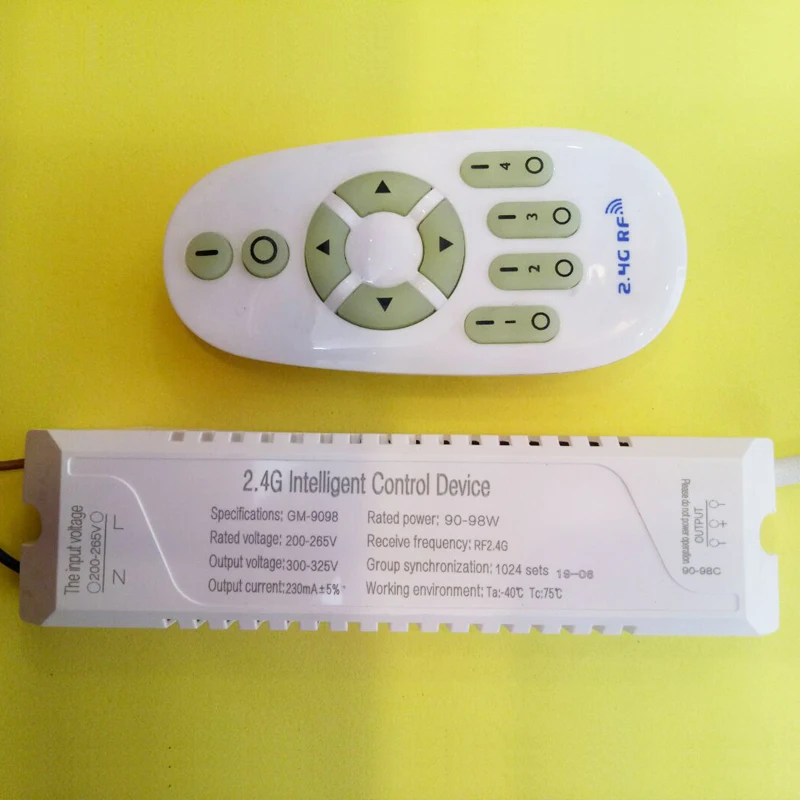 4
3
2
1
2.4G RF
2.4G Intelligent Control Device
Specifications: GM-9098
Rated voltage: 200-265V
Output voltage: 300-325V
Output current: 230mA±5%
Rated power: 90-98W
Receive frequency: RF2.4G
Group synchronization: 1024 sets 19-06
Working environment: Ta:-40℃ Tc:75℃
The input voltage
200-265V
L
N
Please do not power operation
OUTPUT
- + -
90-98C